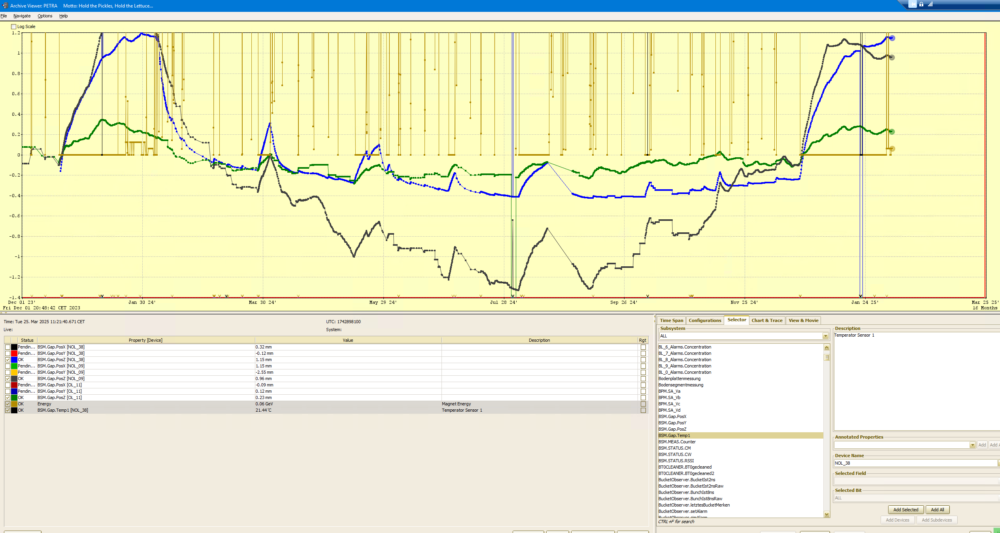 Archive Viewer: PETRA Motto: Hold the Pickles, Hold the Lettuce...
File Navigate Options Help
Log Scale
1.2
1
0.8
0.6
0.4
0.2
0
-0.2
-0.4
-0.6
-0.8
-1
-1.2
-1.4
Dec 01 23' Jan 30 24' Mar 30 24' May 29 24' Jul 28 24' Sep 26 24' Nov 25 24' Jan 24 25' Mar 25 25'
Fri Dec 01 20:48:42 CET 2023 16 Months
Time: Tue 25. Mar 2025 11:21:40.671 CET UTC: 1742898100
Live: System:
Status Property [Device] Value Description Rgt
Pendin... BSM.Gap.PosX [NOL_38] 0.32 mm
Pendin... BSM.Gap.PosY [NOL_38] -0.12 mm
OK BSM.Gap.PosZ [NOL_38] 1.15 mm
Pendin... BSM.Gap.PosX [NOL_09] 1.15 mm
Pendin... BSM.Gap.PosY [NOL_09] -2.55 mm
OK BSM.Gap.PosZ [NOL_09] 0.96 mm
Pendin... BSM.Gap.PosX [OL_11] -0.09 mm
Pendin... BSM.Gap.PosY [OL_11] 0.12 mm
OK BSM.Gap.PosZ [OL_11] 0.23 mm
OK Energy 0.06 GeV Magnet Energy
OK BSM.Gap.Temp1 [NOL_38] 21.44 'C Temperator Sensor 1
Time Span Configurations Selector Chart & Trace View & Movie
Subsystem
ALL
BL_6_Alarms.Concentration
BL_7_Alarms.Concentration
BL_8_Alarms.Concentration
BL_9_Alarms.Concentration
BL_0_Alarms.Concentration
Bodenplattenmessung
Bodensegmentmessung
BPM.SA_Va
BPM.SA_Vb
BPM.SA_Vc
BPM.SA_Vd
BSM.Gap.PosX
BSM.Gap.PosY
BSM.Gap.PosZ
BSM.Gap.Temp1
BSM.MEAS.Counter
BSM.STATUS.CM
BSM.STATUS.CW
BSM.STATUS.RSSI
BT0CLEANER.BT0gecleaned
BT0CLEANER.BT0gecleaned2
BucketObserver.BucketIst2ns
BucketObserver.BucketIst2nsRaw
BucketObserver.BunchIst8ns
BucketObserver.BunchIst8nsRaw
BucketObserver.letztesBucketMerken
BucketObserver.setAlarm
BucketObserver.simAlarm
CTRL+F for search
Description
Temperator Sensor 1
Annotated Properties
Add Add A
Device Name
NOL_38
Selected Field
Selected Bit
ALL
Add Selected Add All
Add Devices Add Subdevices